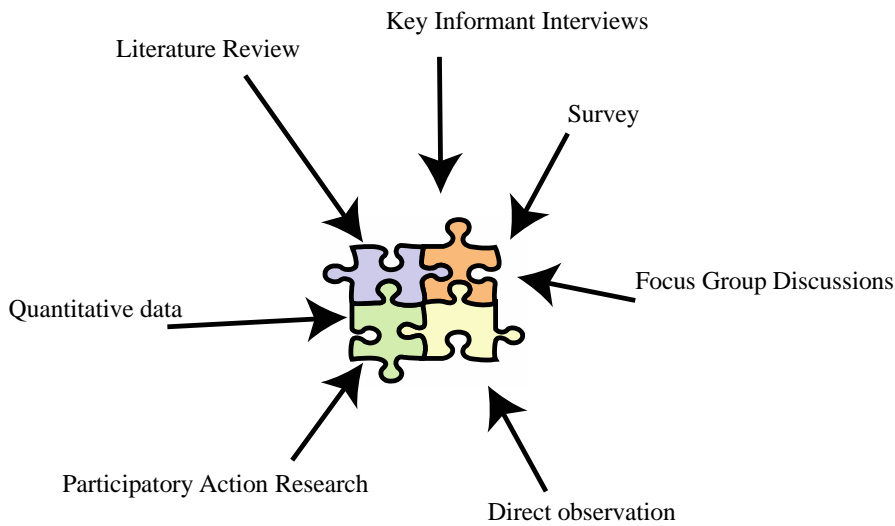 Key Informant Interviews
Literature Review
Survey
Focus Group Discussions
Quantitative data
Participatory Action Research
Direct observation